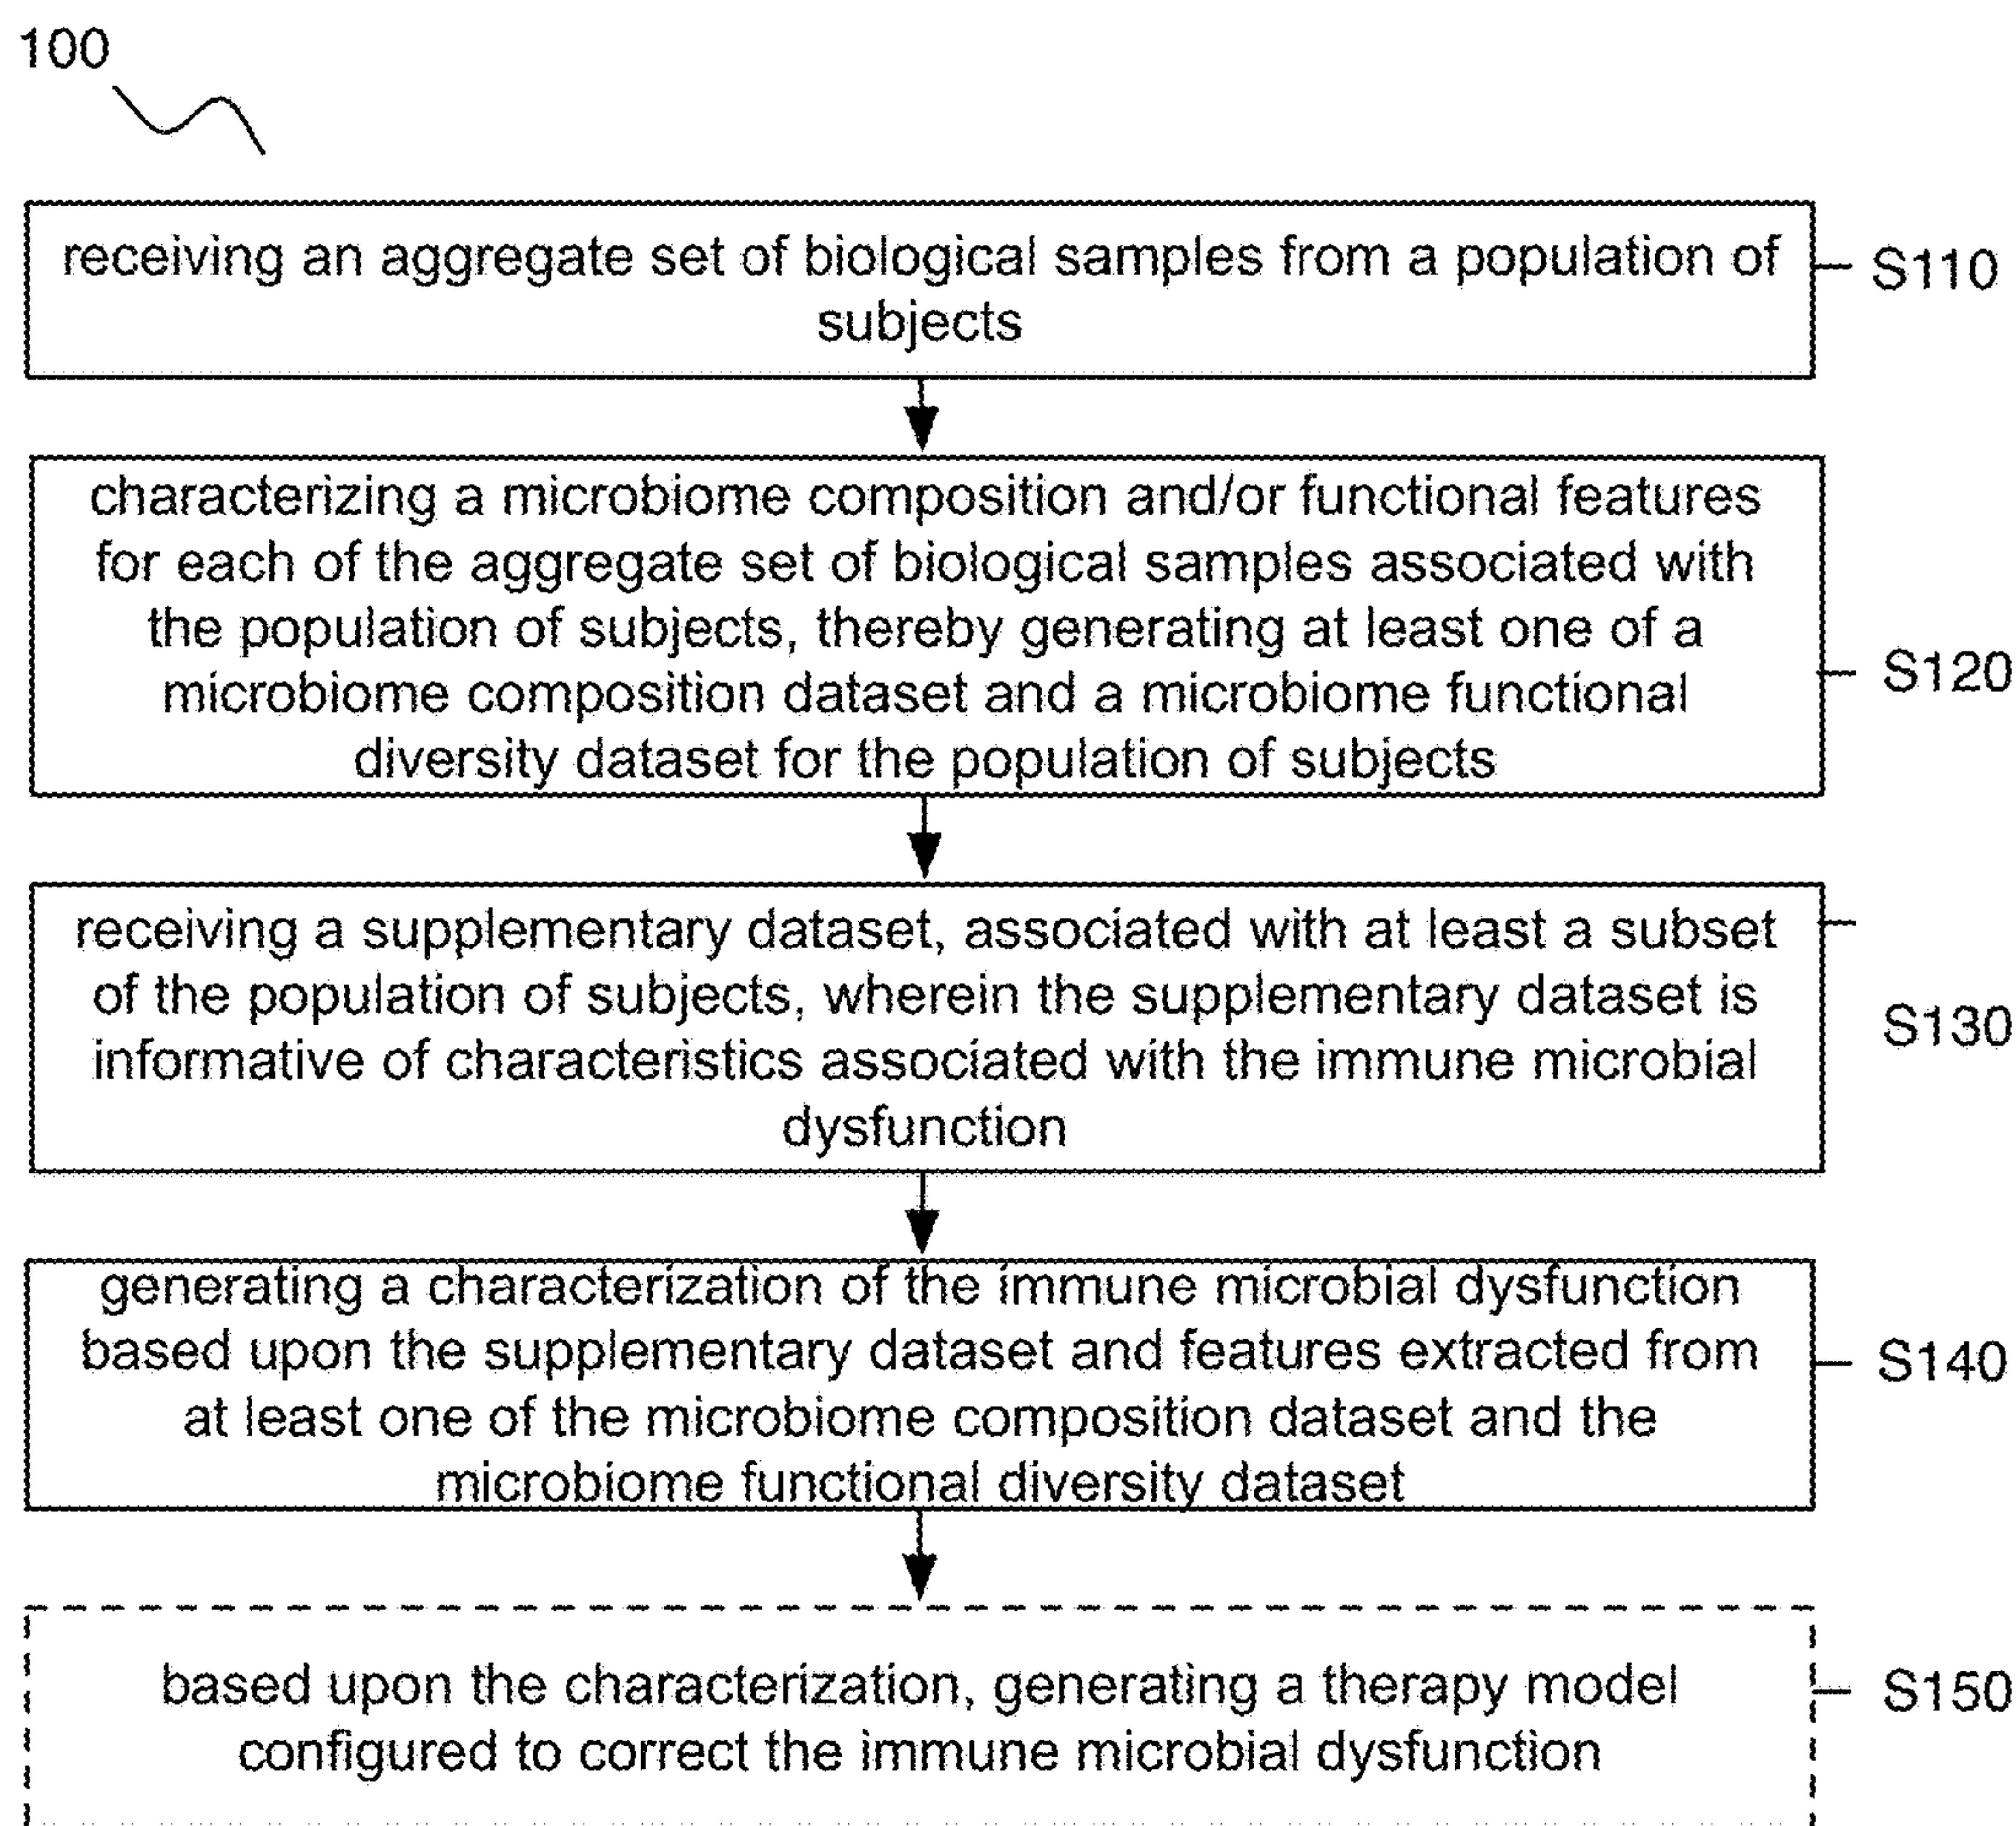 100
receiving an aggregate set of biological samples from a population of
subjects
S110
characterizing a microbiome composition and/or functional features
for each of the aggregate set of biological samples associated with
the population of subjects, thereby generating at least one of a
microbiome composition dataset and a microbiome functional
diversity dataset for the population of subjects
S120
receiving a supplementary dataset, associated with at least a subset
of the population of subjects, wherein the supplementary dataset is
informative of characteristics associated with the immune microbial
dysfunction
S130
generating a characterization of the immune microbial dysfunction
based upon the supplementary dataset and features extracted from
at least one of the microbiome composition dataset and the
microbiome functional diversity dataset
S140
based upon the characterization, generating a therapy model
configured to correct the immune microbial dysfunction
S150